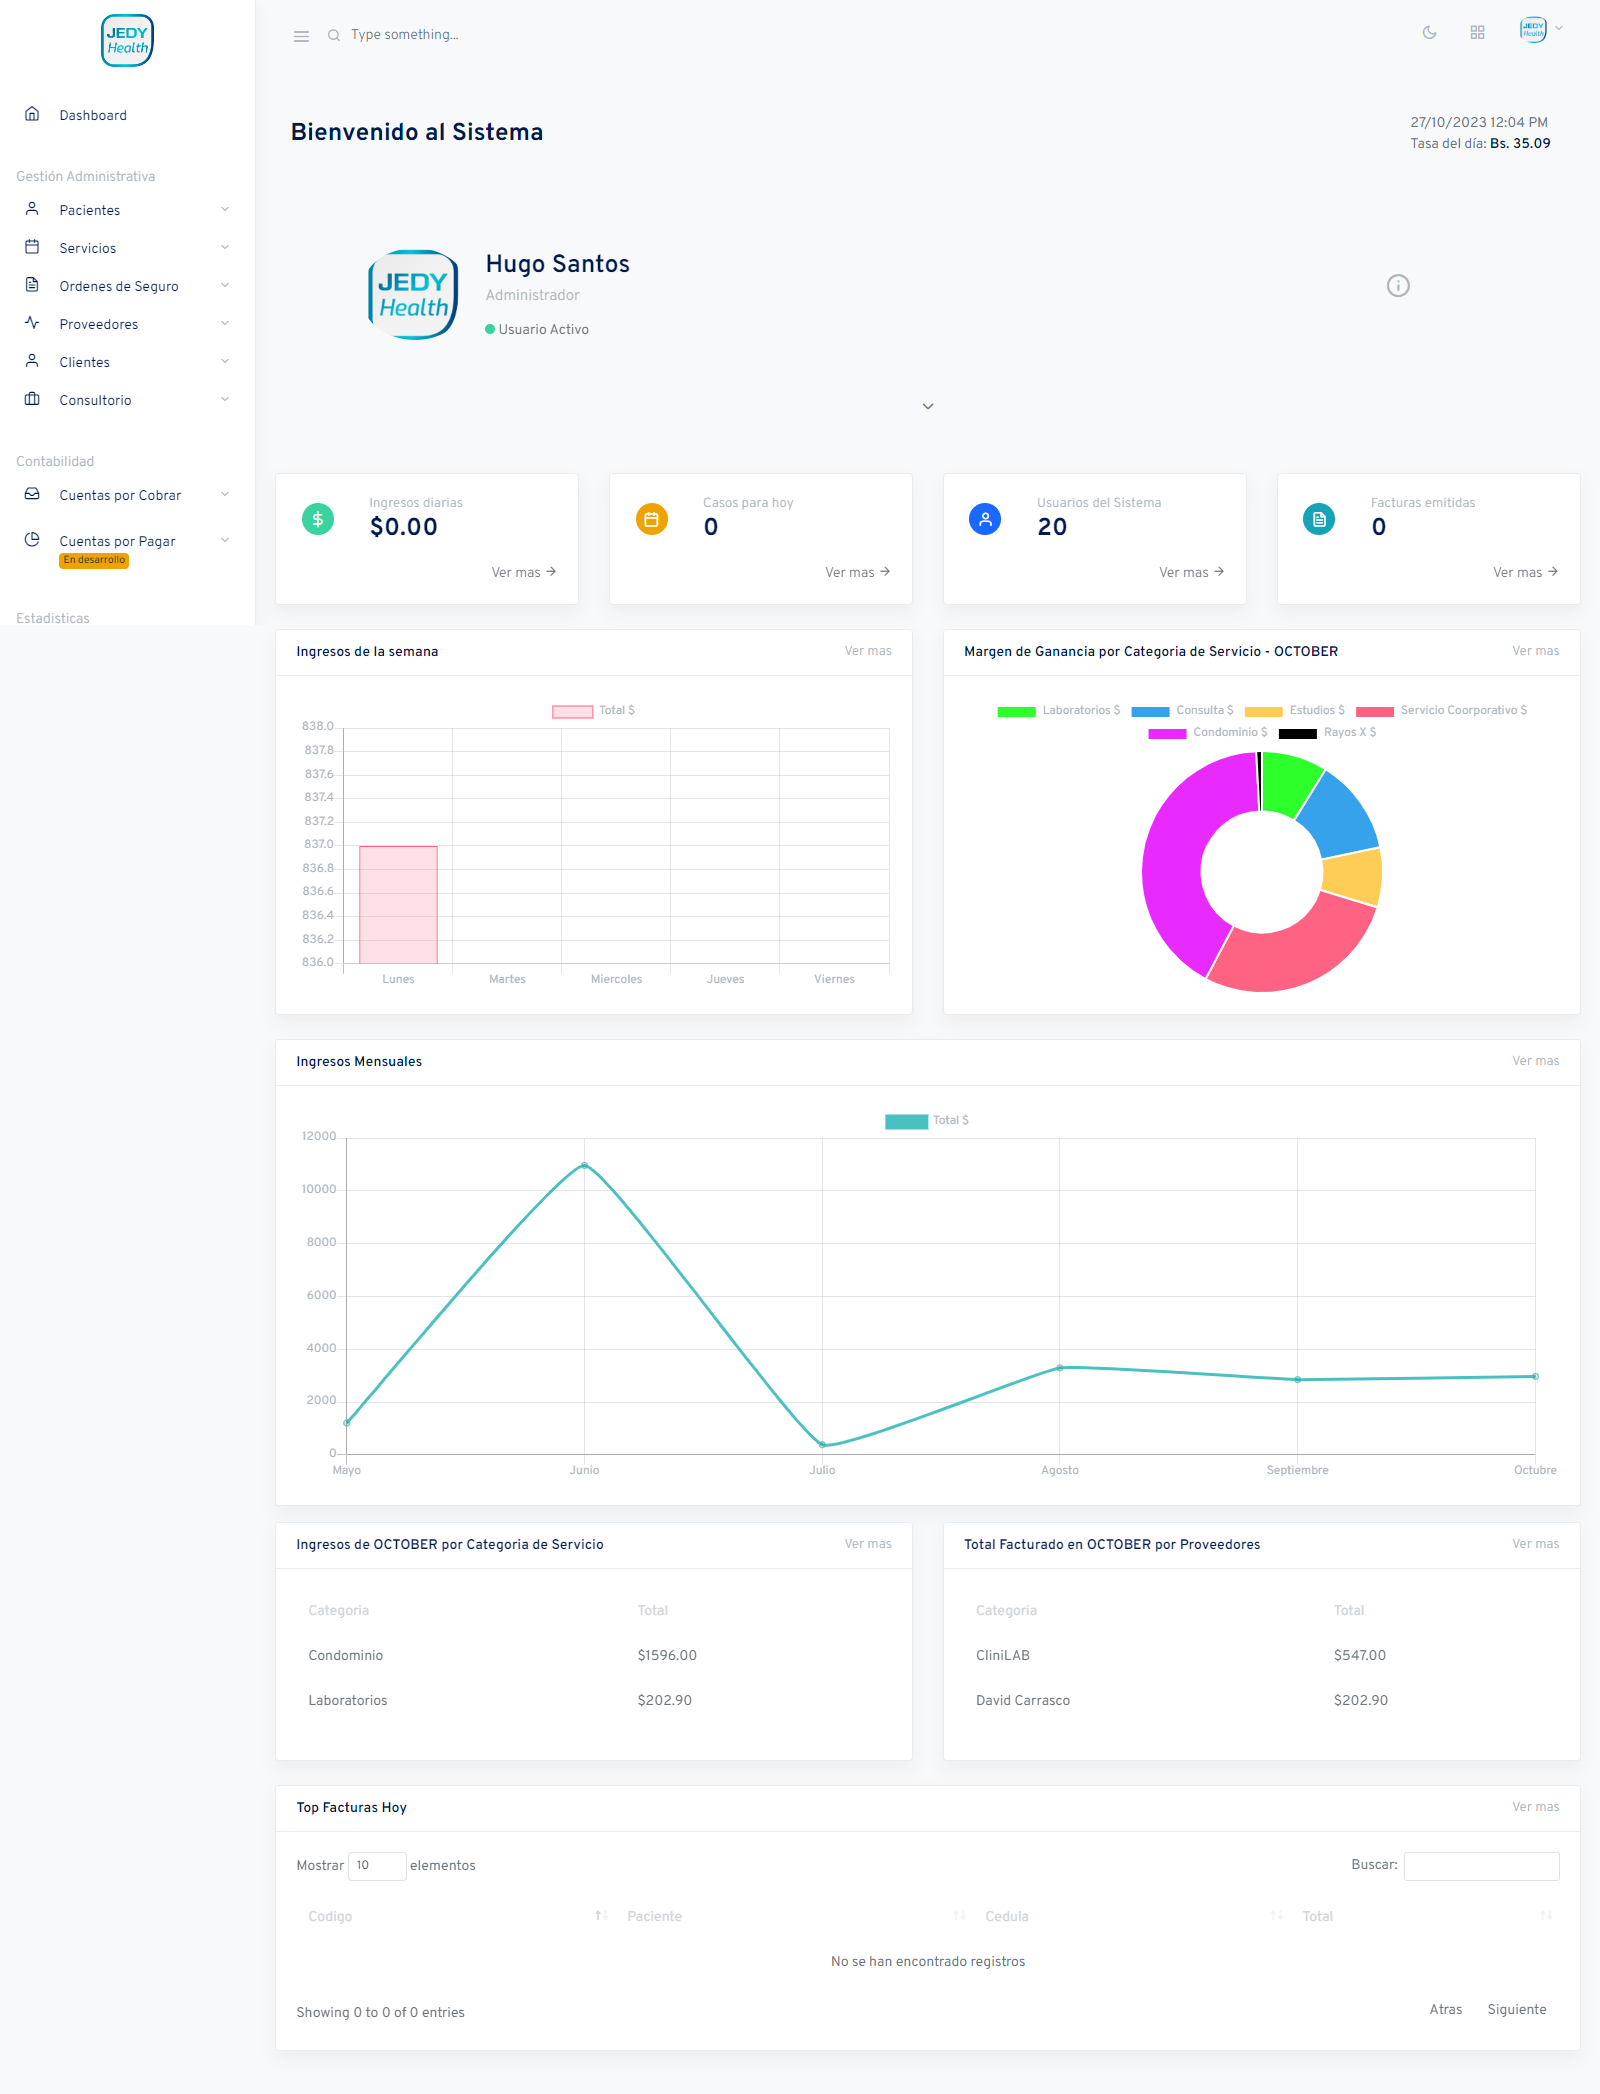 JEDY
Health
Type something...
JEDY
Health
Dashboard
Bienvenido al Sistema
27/10/2023 12:04 PM
Tasa del día: Bs. 35.09
Gestión Administrativa
Pacientes
Servicios
Ordenes de Seguro
Proveedores
Clientes
Consultorio
JEDY
Health
Hugo Santos
Administrador
Usuario Activo
Contabilidad
Cuentas por Cobrar
Cuentas por Pagar
En desarrollo
Estadisticas
Ingresos diarias
$0.00
Ver mas
Casos para hoy
0
Ver mas
Usuarios del Sistema
20
Ver mas
Facturas emitidas
0
Ver mas
Ingresos de la semana
Ver mas
Total $
838.0
837.8
837.6
837.4
837.2
837.0
836.8
836.6
836.4
836.2
836.0
Lunes Martes Miercoles Jueves Viernes
Margen de Ganancia por Categoria de Servicio - OCTOBER
Ver mas
Laboratorios $ Consulta $ Estudios $ Servicio Coorporativo $
Condominio $ Rayos X $
Ingresos Mensuales
Ver mas
Total $
12000
10000
8000
6000
4000
2000
0
Mayo Junio Julio Agosto Septiembre Octubre
Ingresos de OCTOBER por Categoria de Servicio
Ver mas
Categoria Total
Condominio $1596.00
Laboratorios $202.90
Total Facturado en OCTOBER por Proveedores
Ver mas
Categoria Total
CliniLAB $547.00
David Carrasco $202.90
Top Facturas Hoy
Ver mas
Mostrar 10 elementos
Buscar:
Codigo Paciente Cedula Total
No se han encontrado registros
Showing 0 to 0 of 0 entries
Atras Siguiente